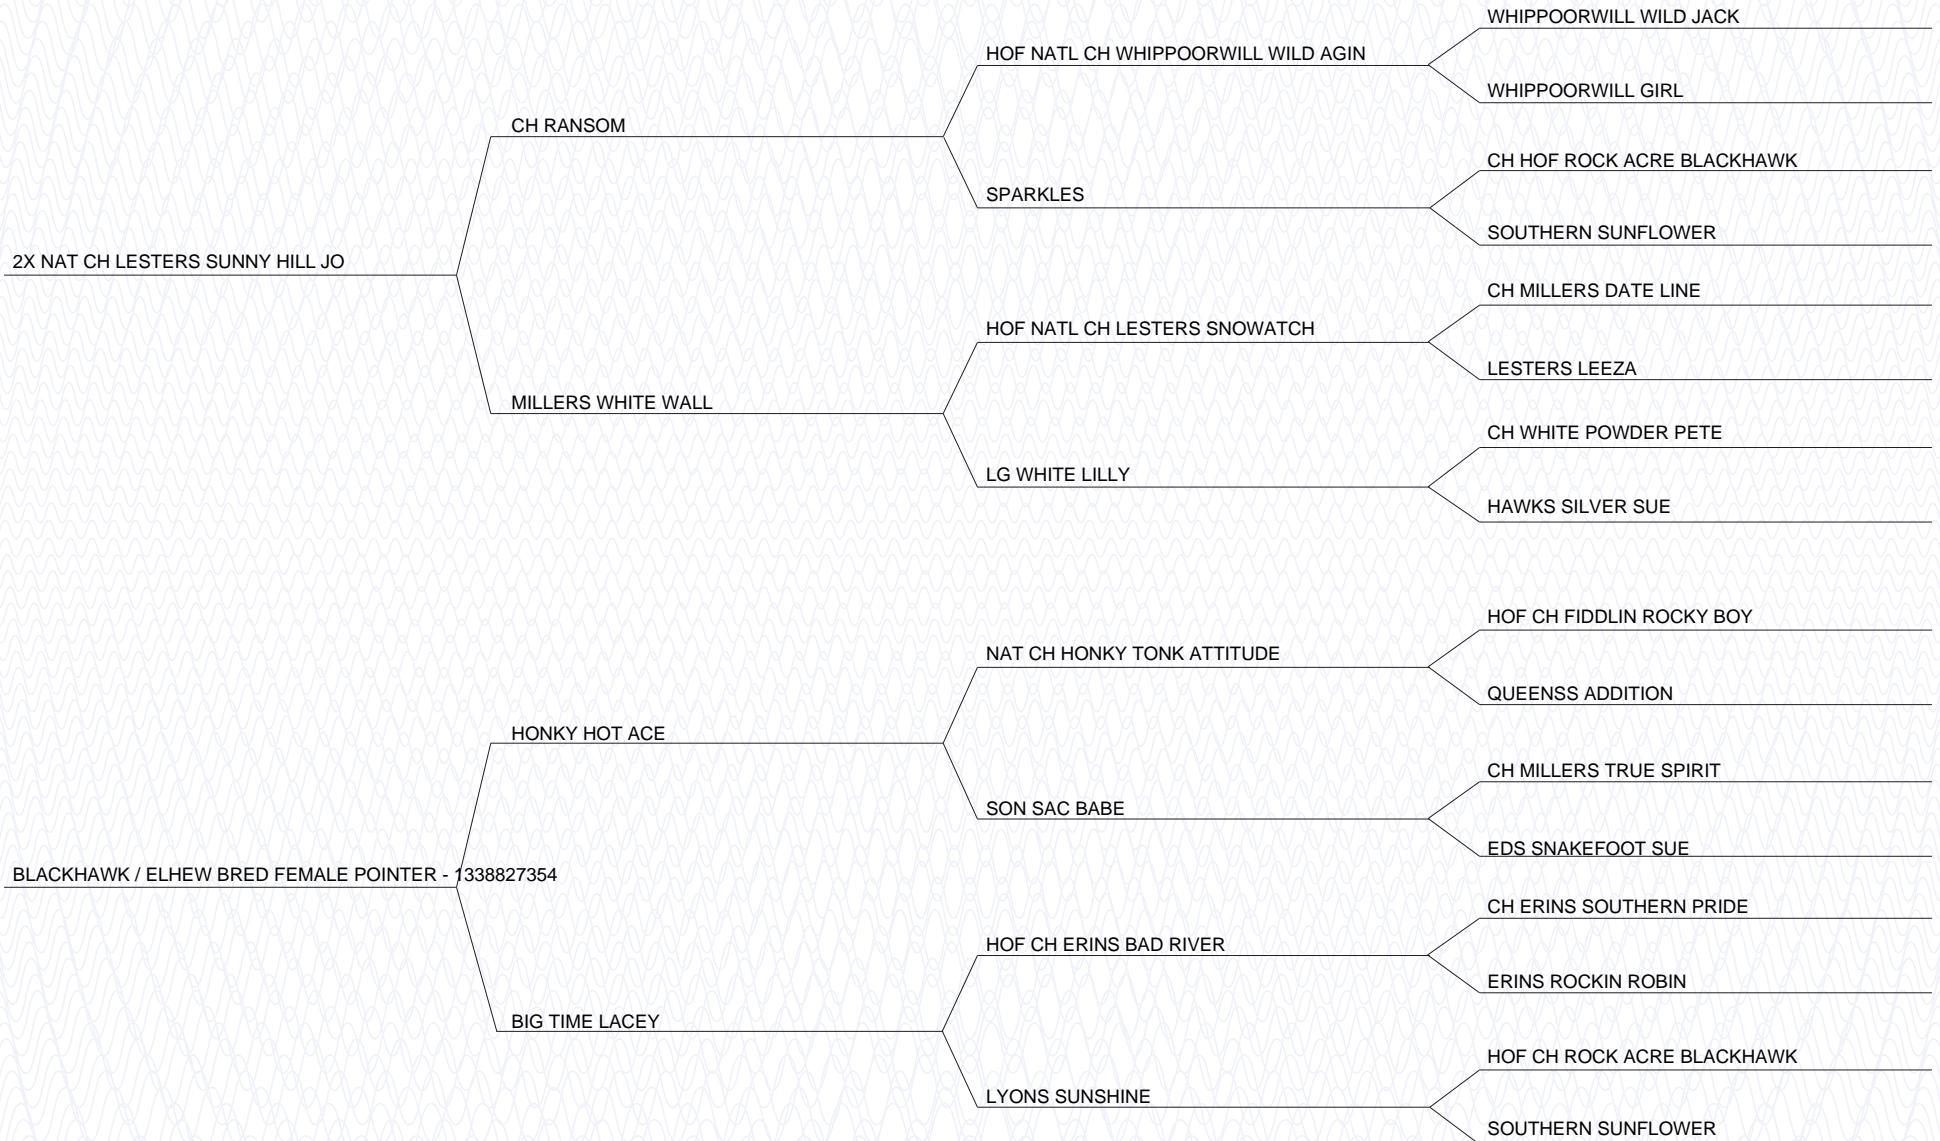 WHIPPOORWILL WILD JACK
HOF NATL CH WHIPPOORWILL WILD AGIN
WHIPPOORWILL GIRL
CH RANSOM
CH HOF ROCK ACRE BLACKHAWK
SPARKLES
SOUTHERN SUNFLOWER
2X NAT CH LESTERS SUNNY HILL JO
CH MILLERS DATE LINE
HOF NATL CH LESTERS SNOWATCH
LESTERS LEEZA
MILLERS WHITE WALL
CH WHITE POWDER PETE
LG WHITE LILLY
HAWKS SILVER SUE
HOF CH FIDDLIN ROCKY BOY
NAT CH HONKY TONK ATTITUDE
QUEENSS ADDITION
HONKY HOT ACE
CH MILLERS TRUE SPIRIT
SON SAC BABE
EDS SNAKEFOOT SUE
BLACKHAWK / ELHEW BRED FEMALE POINTER - 1338827354
CH ERINS SOUTHERN PRIDE
HOF CH ERINS BAD RIVER
ERINS ROCKIN ROBIN
BIG TIME LACEY
HOF CH ROCK ACRE BLACKHAWK
LYONS SUNSHINE
SOUTHERN SUNFLOWER